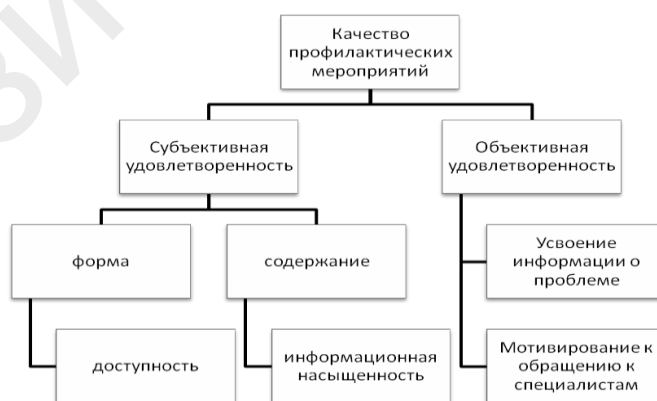 Качество
профилактических
мероприятий
Субъективная
удовлетворенность
Объективная
удовлетворенность
форма
содержание
Усвоение
информации о
проблеме
доступность
информационная
насыщенность
Мотивирование к
обращению к
специалистам